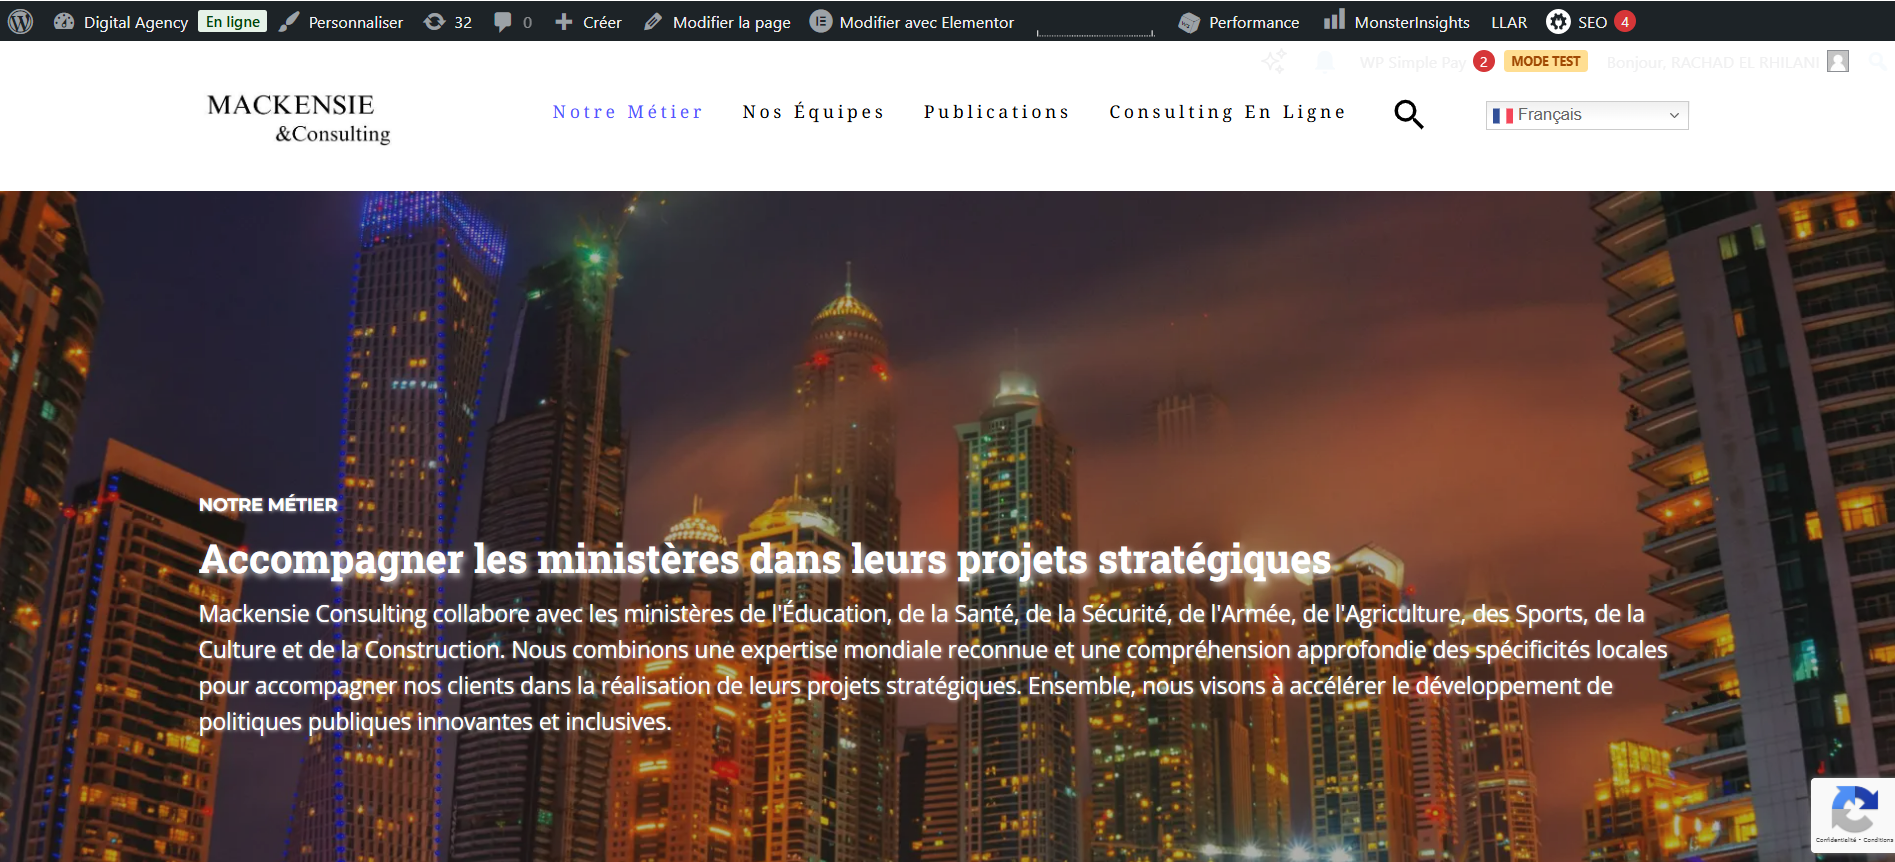 Digital Agency En ligne Personnaliser 32 0 Créer Modifier la page Modifier avec Elementor Performance MonsterInsights LLAR SEO 4
WP Simple Pay 2 MODE TEST Bonjour, RACHAD EL RHILANI
MACKENSIE
&Consulting
Notre Métier Nos Équipes Publications Consulting En Ligne Français
NOTRE MÉTIER
Accompagner les ministères dans leurs projets stratégiques
Mackensie Consulting collabore avec les ministères de l'Éducation, de la Santé, de la Sécurité, de l'Armée, de l'Agriculture, des Sports, de la
Culture et de la Construction. Nous combinons une expertise mondiale reconnue et une compréhension approfondie des spécificités locales
pour accompagner nos clients dans la réalisation de leurs projets stratégiques. Ensemble, nous visons à accélérer le développement de
politiques publiques innovantes et inclusives.
Confidentialité - Conditions